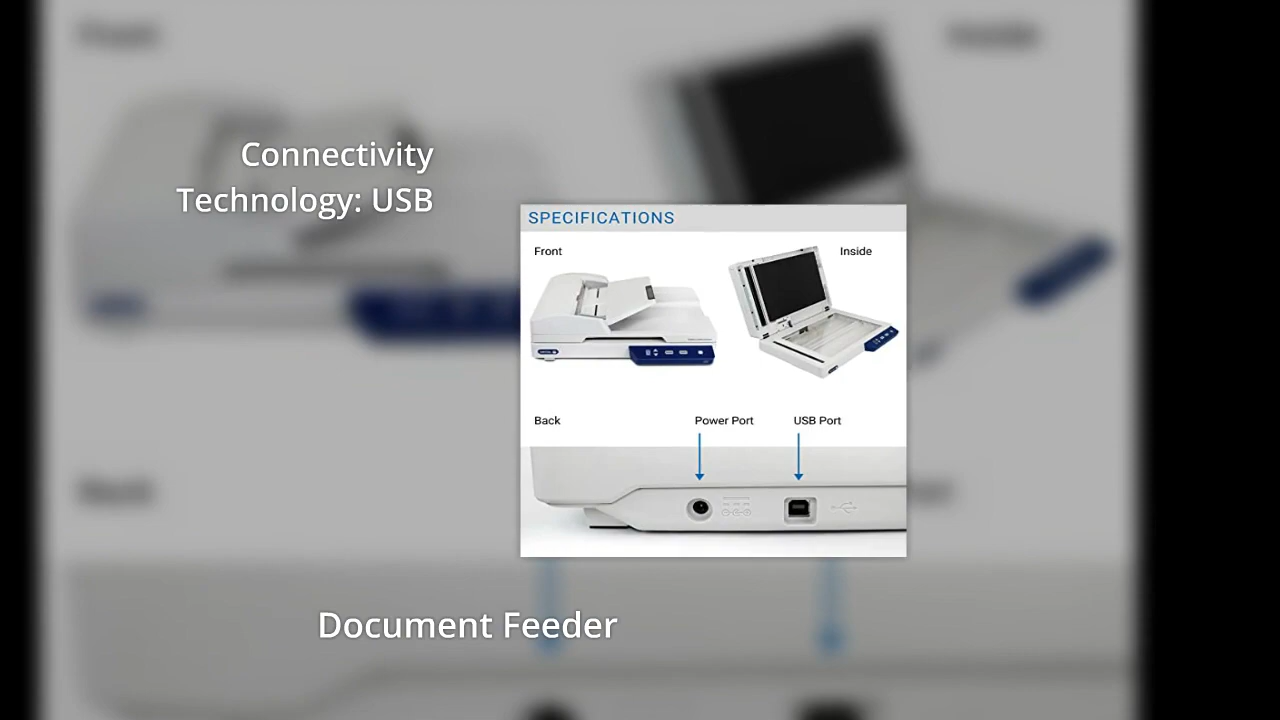 Connectivity
Technology: USB
SPECIFICATIONS
Front
Inside
Back
Power Port
USB Port
Document Feeder